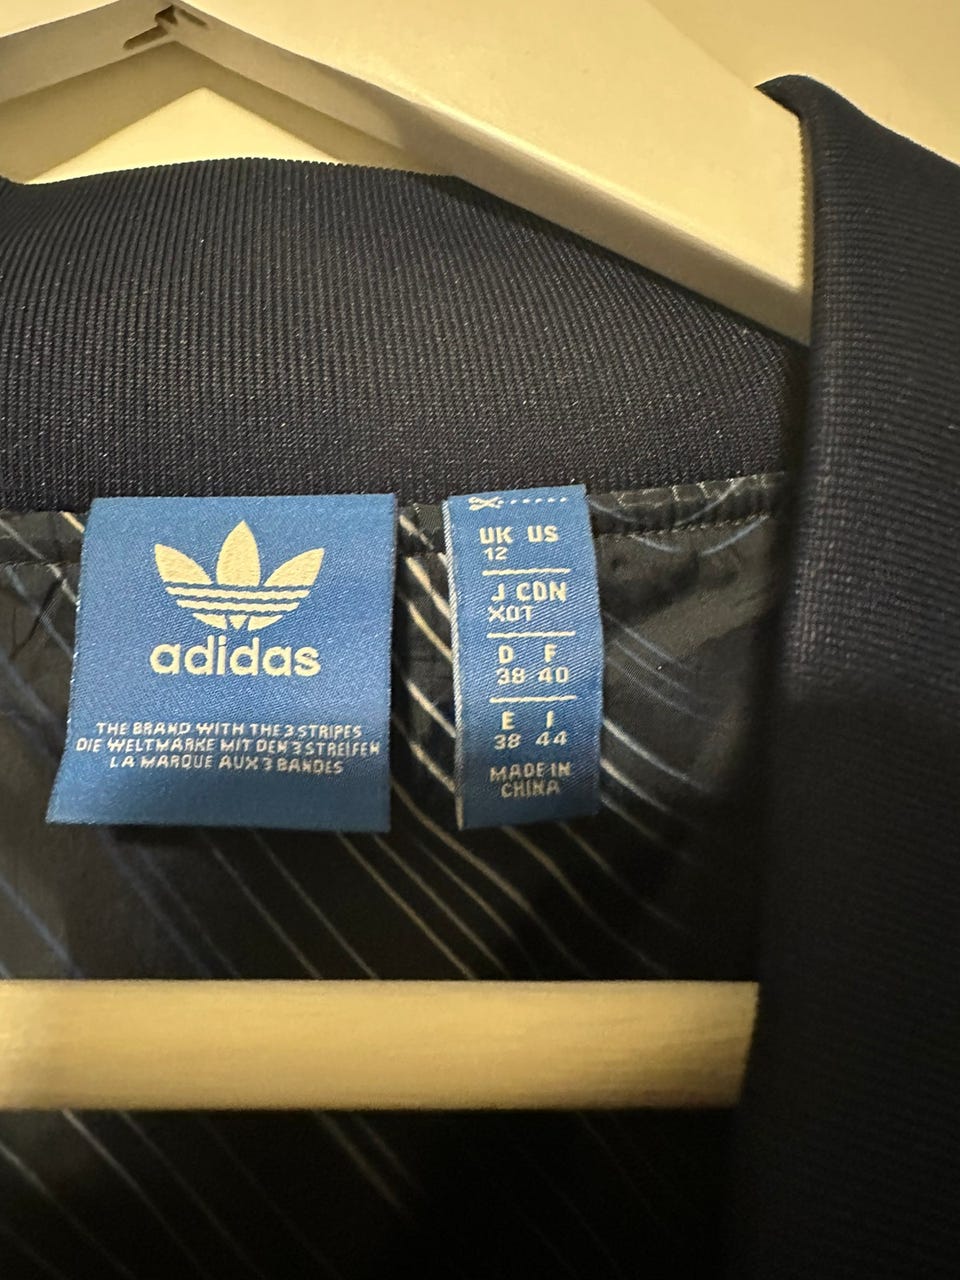 adidas
THE BRAND WITH THE 3 STRIPES
DIE WELTMARKE MIT DEN 3 STREIFEN
LA MARQUE AUX 3 BANDES
UK US
12
J CDN
XOT
D F
38 40
E I
38 44
MADE IN
CHINA